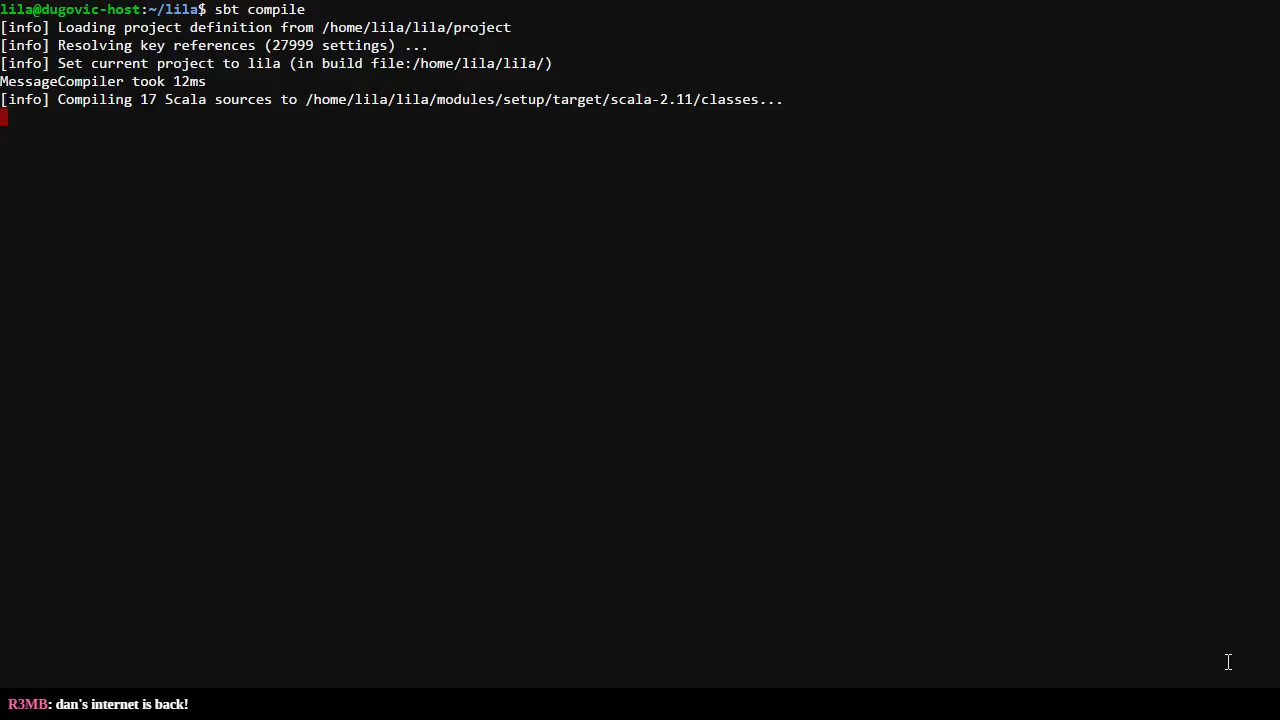 lila@dugovic-host:~/lila$ sbt compile
[info] Loading project definition from /home/lila/lila/project
[info] Resolving key references (27999 settings) ...
[info] Set current project to lila (in build file:/home/lila/lila/)
MessageCompiler took 12ms
[info] Compiling 17 Scala sources to /home/lila/lila/modules/setup/target/scala-2.11/classes...
R3MB: dan's internet is back!